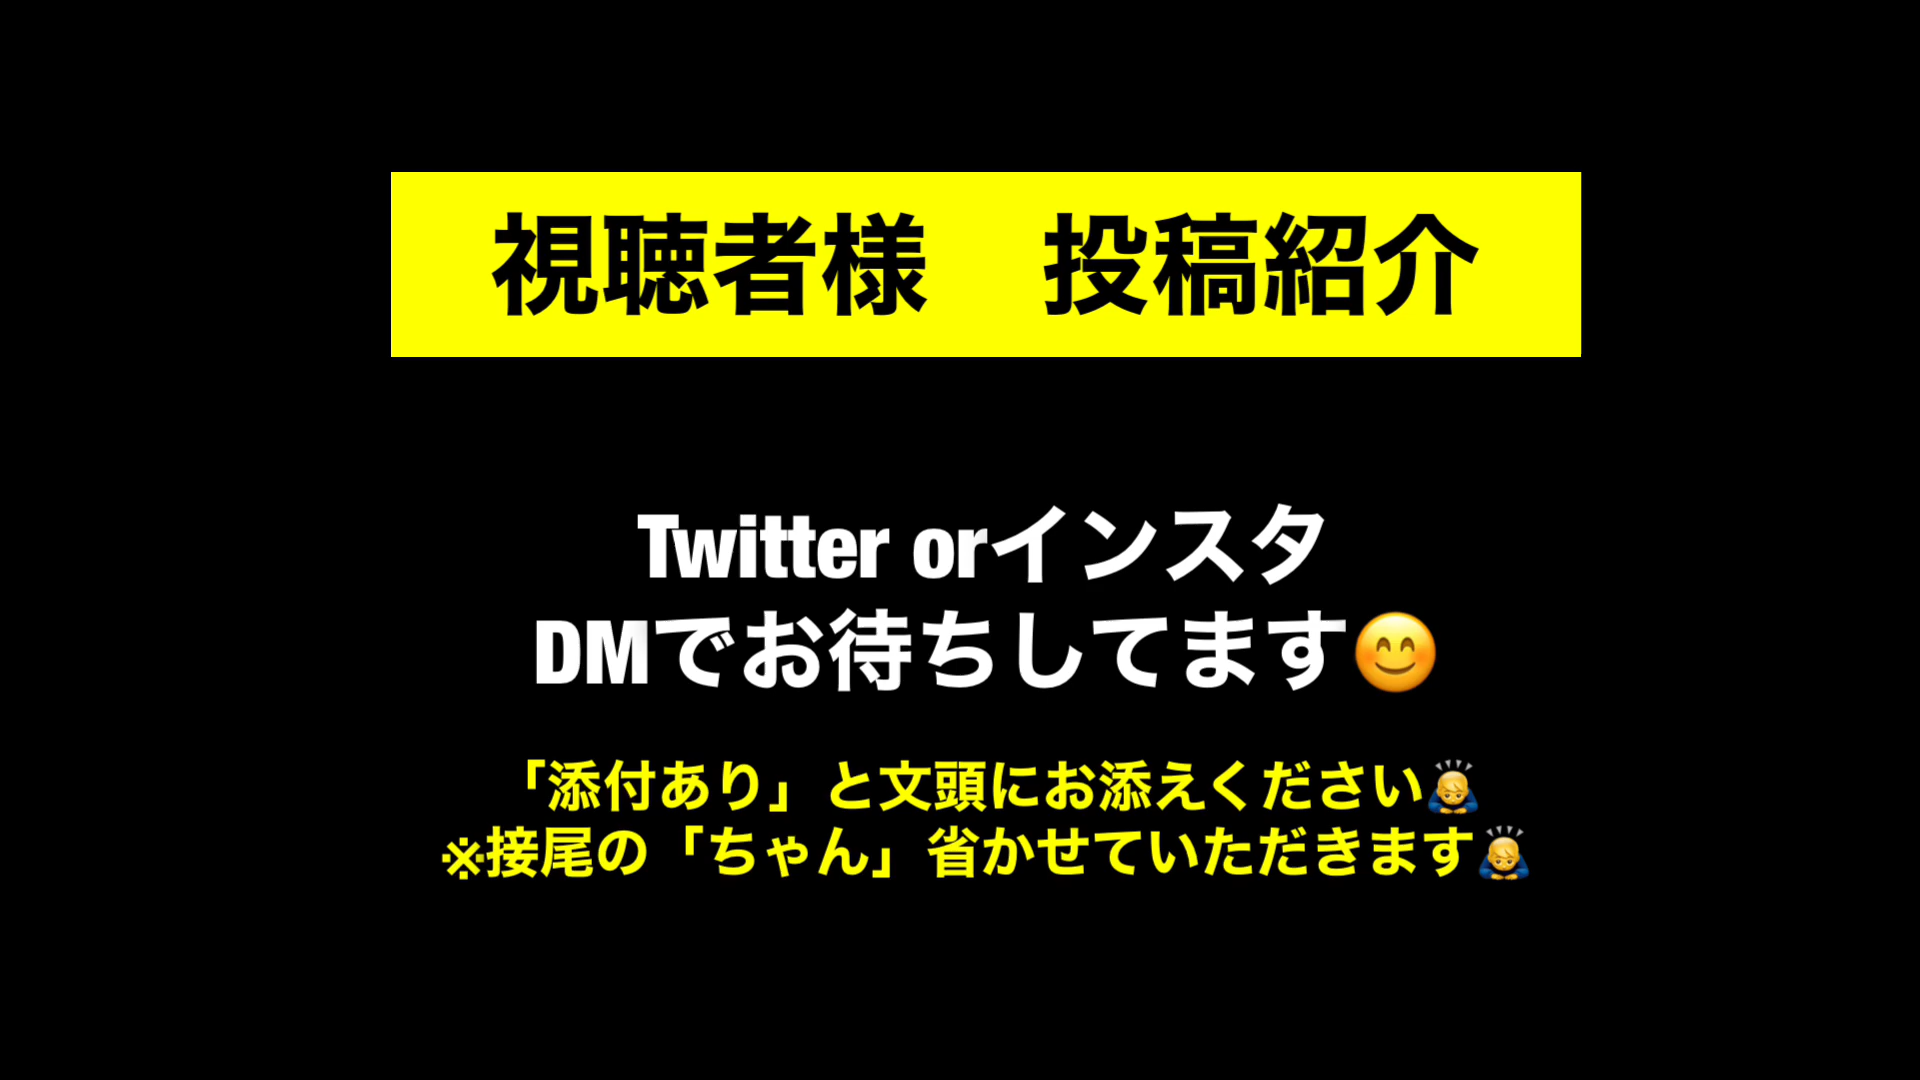 視聴者様　投稿紹介
Twitter orインスタ
DMでお待ちしてます😊
「添付あり」と文頭にお添えください🙇
※接尾の「ちゃん」省かせていただきます🙇